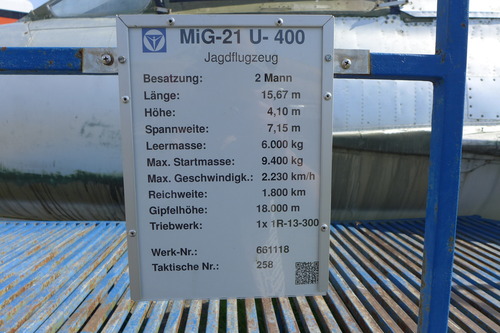 MiG-21 U- 400
Jagdflugzeug
Besatzung: 2 Mann
Länge: 15,67 m
Höhe: 4,10 m
Spannweite: 7,15 m
Leermasse: 6.000 kg
Max. Startmasse: 9.400 kg
Max. Geschwindigk.: 2.230 km/h
Reichweite: 1.800 km
Gipfelhöhe: 18.000 m
Triebwerk: 1x 1R-13-300
Werk-Nr.: 661118
Taktische Nr.: 258